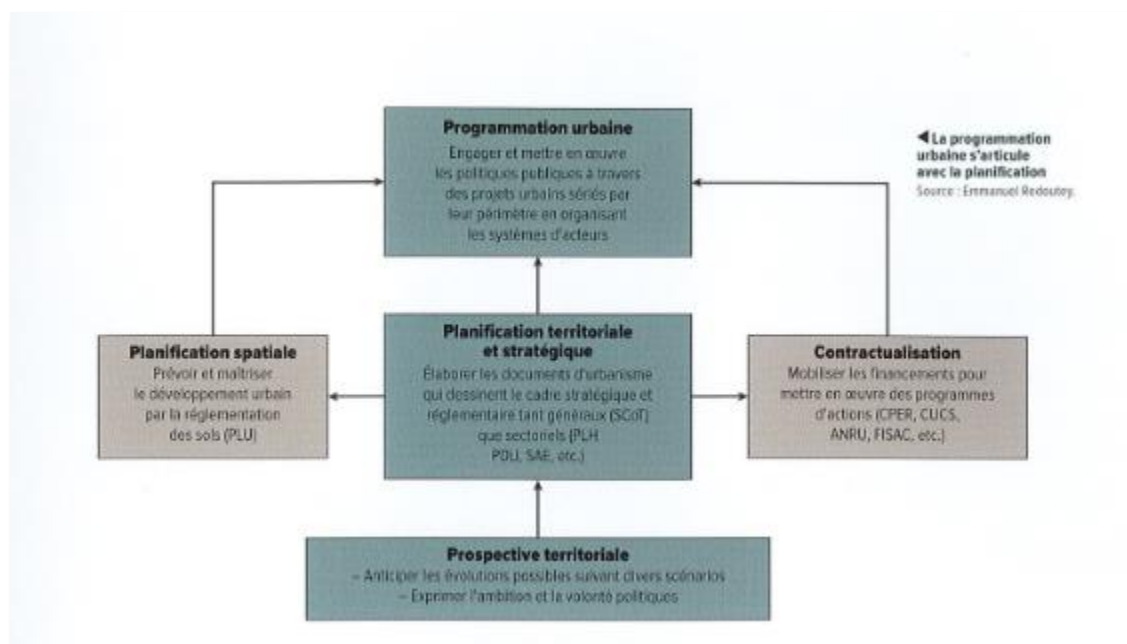 Programmation urbaine
Engager et mettre en œuvre
les politiques publiques à travers
des projets urbains sériés par
leur périmètre en organisant
les systèmes d'acteurs
◀ La programmation
urbaine s'articule
avec la planification
Source : Emmanuel Redoutey.
Planification spatiale
Prévoir et maîtriser
le développement urbain
par la réglementation
des sols (PLU)
Planification territoriale
et stratégique
Élaborer les documents d'urbanisme
qui dessinent le cadre stratégique et
réglementaire tant généraux (SCoT)
que sectoriels (PLH
PDU, SAE, etc.)
Contractualisation
Mobiliser les financements pour
mettre en œuvre des programmes
d'actions (CPER, CUCS,
ANRU, FISAC, etc.)
Prospective territoriale
– Anticiper les évolutions possibles suivant divers scénarios
– Exprimer l'ambition et la volonté politiques